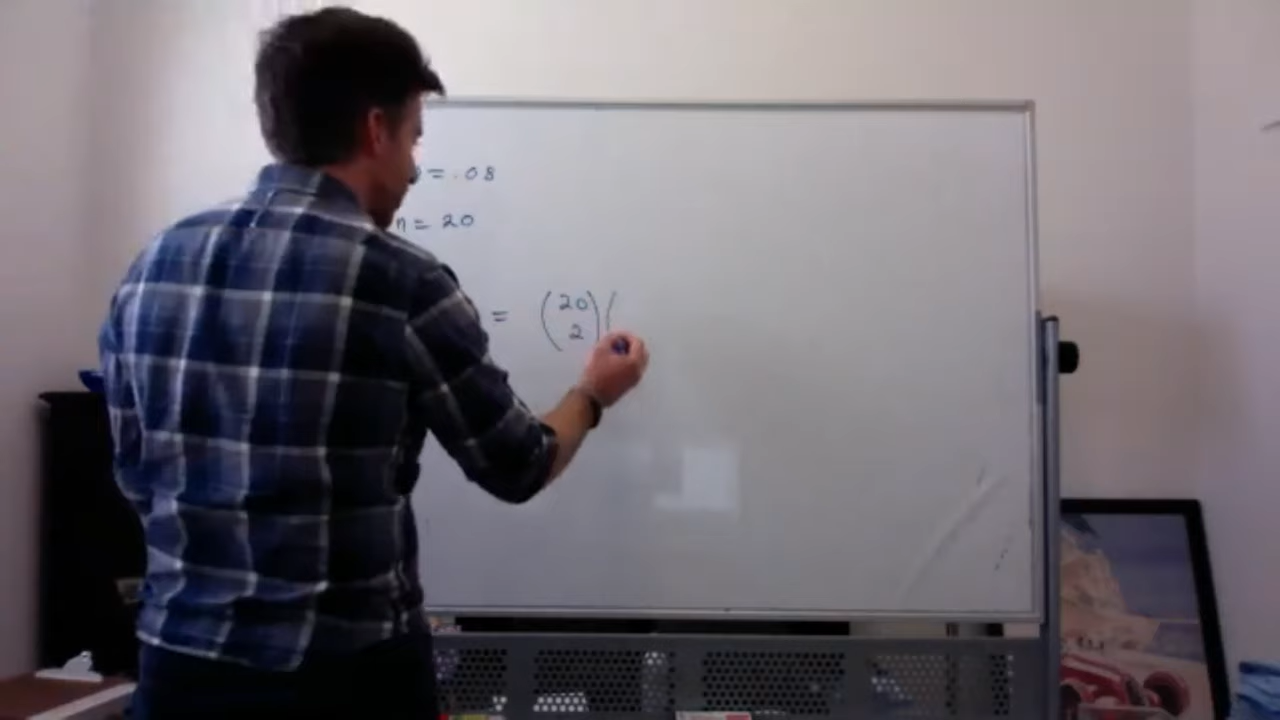 = .08
n = 20
= (20
2)(